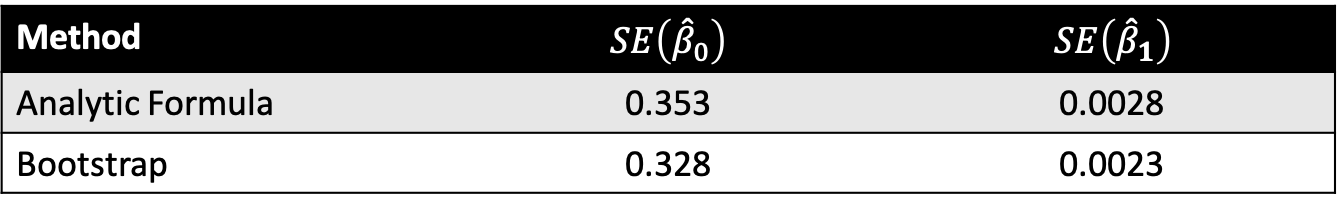 Method SE(β̂₀) SE(β̂₁)
Analytic Formula 0.353 0.0028
Bootstrap 0.328 0.0023